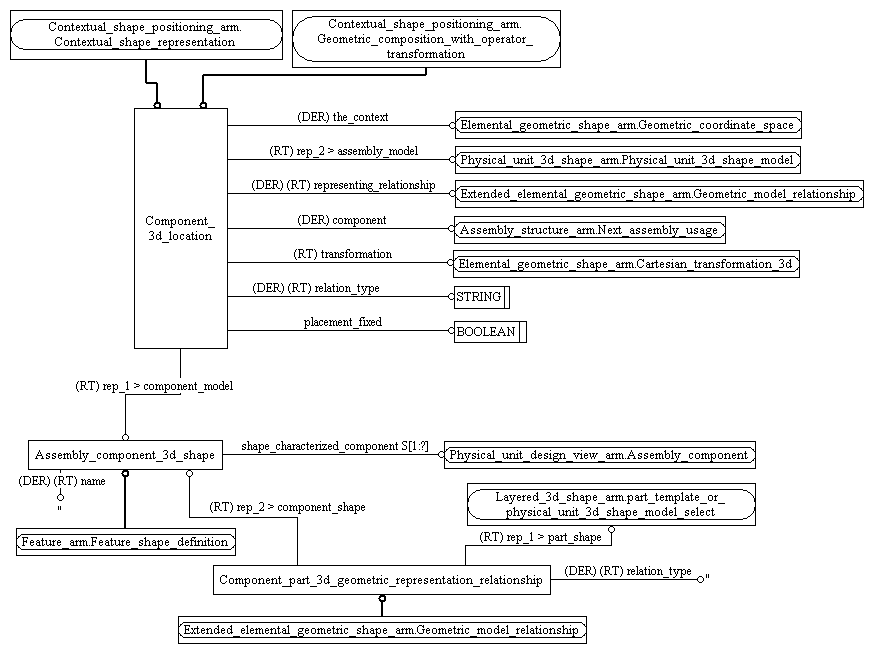 Contextual_shape_positioning_arm.
Contextual_shape_representation
Contextual_shape_positioning_arm.
Geometric_composition_with_operator_
transformation
(DER) the_context
Elemental_geometric_shape_arm.Geometric_coordinate_space
(RT) rep_2 > assembly_model
Physical_unit_3d_shape_arm.Physical_unit_3d_shape_model
(DER) (RT) representing_relationship
Extended_elemental_geometric_shape_arm.Geometric_model_relationship
Component_
3d_location
(DER) component
Assembly_structure_arm.Next_assembly_usage
(RT) transformation
Elemental_geometric_shape_arm.Cartesian_transformation_3d
(DER) (RT) relation_type
STRING
placement_fixed
BOOLEAN
(RT) rep_1 > component_model
Assembly_component_3d_shape
shape_characterized_component S[1:?]
Physical_unit_design_view_arm.Assembly_component
(DER) (RT) name
"
(RT) rep_2 > component_shape
Layered_3d_shape_arm.part_template_or_
physical_unit_3d_shape_model_select
Feature_arm.Feature_shape_definition
(RT) rep_1 > part_shape
Component_part_3d_geometric_representation_relationship
(DER) (RT) relation_type
"
Extended_elemental_geometric_shape_arm.Geometric_model_relationship